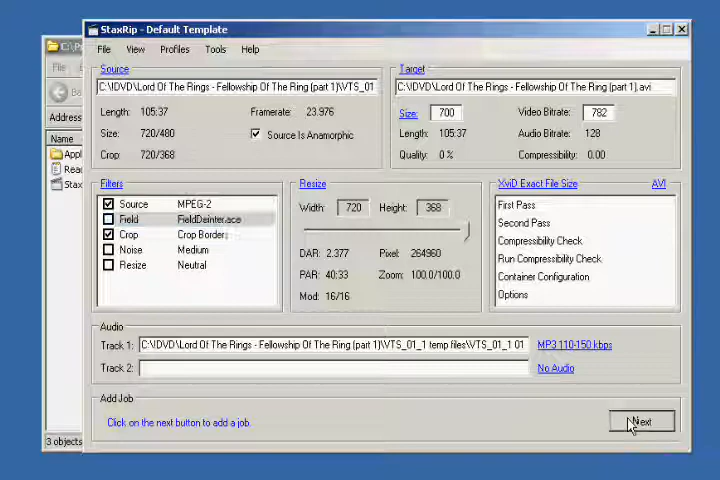 StaxRip - Default Template
File View Profiles Tools Help
Source
C:\IDVD\Lord Of The Rings - Fellowship Of The Ring (part 1)\VTS_01
Length: 105:37 Framerate: 23.976
Size: 720/480 Source Is Anamorphic
Crop: 720/368
Target
C:\IDVD\Lord Of The Rings - Fellowship Of The Ring (part 1).avi
Size: 700 Video Bitrate: 782
Length: 105:37 Audio Bitrate: 128
Quality: 0 % Compressibility: 0.00
Filters
Source MPEG-2
Field FieldDeinterlace
Crop Crop Borders
Noise Medium
Resize Neutral
Resize
Width: 720 Height: 368
DAR: 2.377 Pixel: 264960
PAR: 40:33 Zoom: 100.0/100.0
Mod: 16/16
XviD Exact File Size AVI
First Pass
Second Pass
Compressibility Check
Run Compressibility Check
Container Configuration
Options
Audio
Track 1: C:\IDVD\Lord Of The Rings - Fellowship Of The Ring (part 1)\VTS_01_1 temp files\VTS_01_1 01 MP3 110-150 kbps
Track 2: No Audio
Add Job
Click on the next button to add a job.
Next
C:\P
File
Back
Address
Name
Appl
Rea
Stax
3 objects